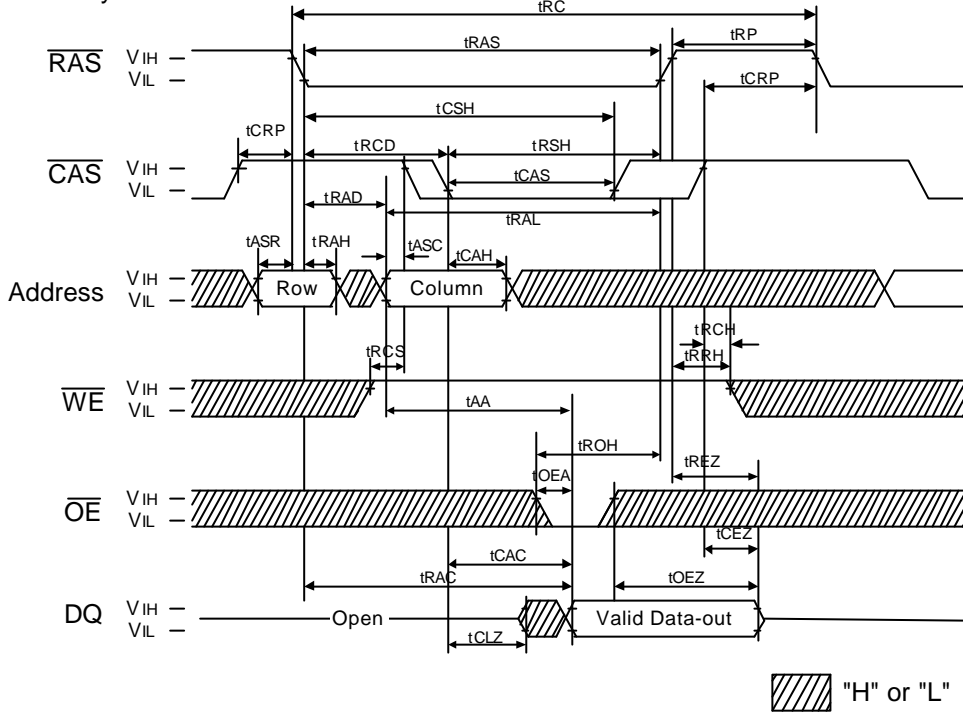 tRC
tRAS
tRP
RAS
VIH
VIL
tCRP
tCSH
tCRP
tRCD
tRSH
CAS
VIH
VIL
tCAS
tRAD
tRAL
tASR
tRAH
tASC
tCAH
Address
VIH
VIL
Row
Column
tRCH
tRCS
tRRH
WE
VIH
VIL
tAA
tROH
tOEA
tREZ
OE
VIH
VIL
tCEZ
tCAC
tRAC
tOEZ
DQ
VIH
VIL
Open
Valid Data-out
tCLZ
"H" or "L"